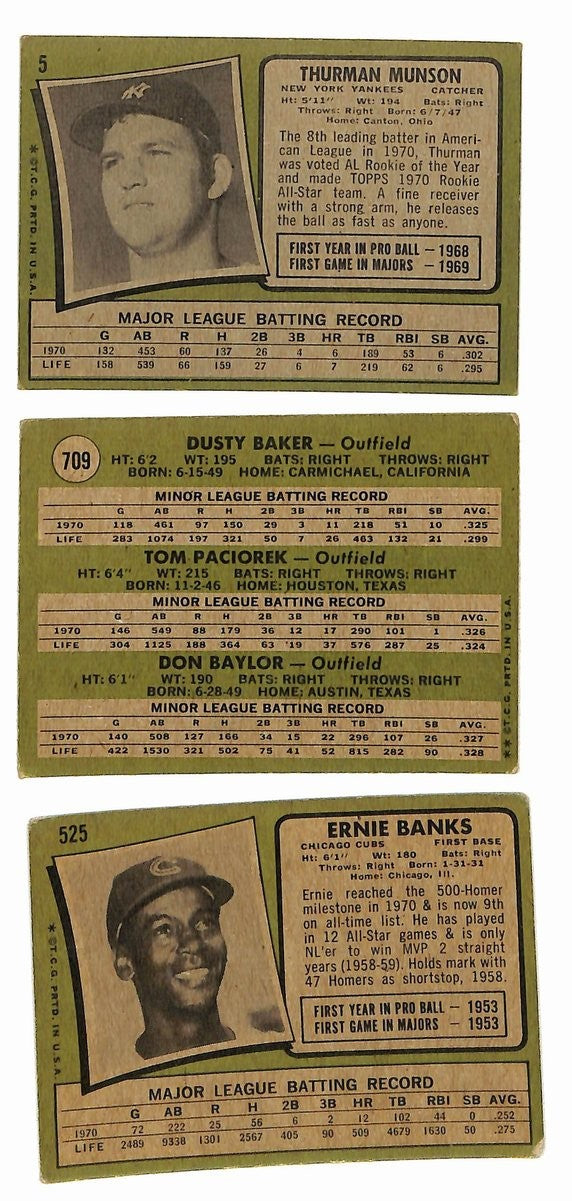 5
THURMAN MUNSON
NEW YORK YANKEES CATCHER
Ht: 5'11" Wt: 194 Bats: Right
Throws: Right Born: 6/7/47
Home: Canton, Ohio
The 8th leading batter in Ameri-
can League in 1970, Thurman
was voted AL Rookie of the Year
and made TOPPS 1970 Rookie
All-Star team. A fine receiver
with a strong arm, he releases
the ball as fast as anyone.
FIRST YEAR IN PRO BALL — 1968
FIRST GAME IN MAJORS — 1969
* ©T.C.G. PRTD. IN U.S.A.
MAJOR LEAGUE BATTING RECORD
G AB R H 2B 3B HR TB RBI SB AVG.
1970 132 453 60 137 26 4 6 189 53 6 .302
LIFE 158 539 66 159 27 6 7 219 62 6 .295
709
DUSTY BAKER — Outfield
HT: 6'2 WT: 195 BATS: RIGHT THROWS: RIGHT
BORN: 6-15-49 HOME: CARMICHAEL, CALIFORNIA
MINOR LEAGUE BATTING RECORD
G AB R H 2B 3B HR TB RBI SB AVG.
1970 118 461 97 150 29 3 11 218 51 10 .325
LIFE 283 1074 197 321 50 7 26 463 132 21 .299
TOM PACIOREK — Outfield
HT: 6'4" WT: 215 BATS: RIGHT THROWS: RIGHT
BORN: 11-2-46 HOME: HOUSTON, TEXAS
MINOR LEAGUE BATTING RECORD
G AB R H 2B 3B HR TB RBI SB AVG.
1970 146 549 88 179 36 12 17 290 101 1 .326
LIFE 304 1125 188 364 63 19 37 576 287 25 .324
DON BAYLOR — Outfield
HT: 6'1" WT: 190 BATS: RIGHT THROWS: RIGHT
BORN: 6-28-49 HOME: AUSTIN, TEXAS
MINOR LEAGUE BATTING RECORD
G AB R H 2B 3B HR TB RBI SB AVG.
1970 140 508 127 166 34 15 22 296 107 26 .327
LIFE 422 1530 321 502 75 41 52 815 282 90 .328
** ©T.C.G. PRTD. IN U.S.A.
525
ERNIE BANKS
CHICAGO CUBS FIRST BASE
Ht: 6'1" Wt: 180 Bats: Right
Throws: Right Born: 1-31-31
Home: Chicago, Ill.
Ernie reached the 500-Homer
milestone in 1970 & is now 9th
on all-time list. He has played
in 12 All-Star games & is only
NL'er to win MVP 2 straight
years (1958-59). Holds mark with
47 Homers as shortstop, 1958.
FIRST YEAR IN PRO BALL — 1953
FIRST GAME IN MAJORS — 1953
* ©T.C.G. PRTD. IN U.S.A.
MAJOR LEAGUE BATTING RECORD
G AB R H 2B 3B HR TB RBI SB AVG.
1970 72 222 25 56 6 2 12 102 44 0 .252
LIFE 2489 9338 1301 2567 405 90 509 4679 1630 50 .275